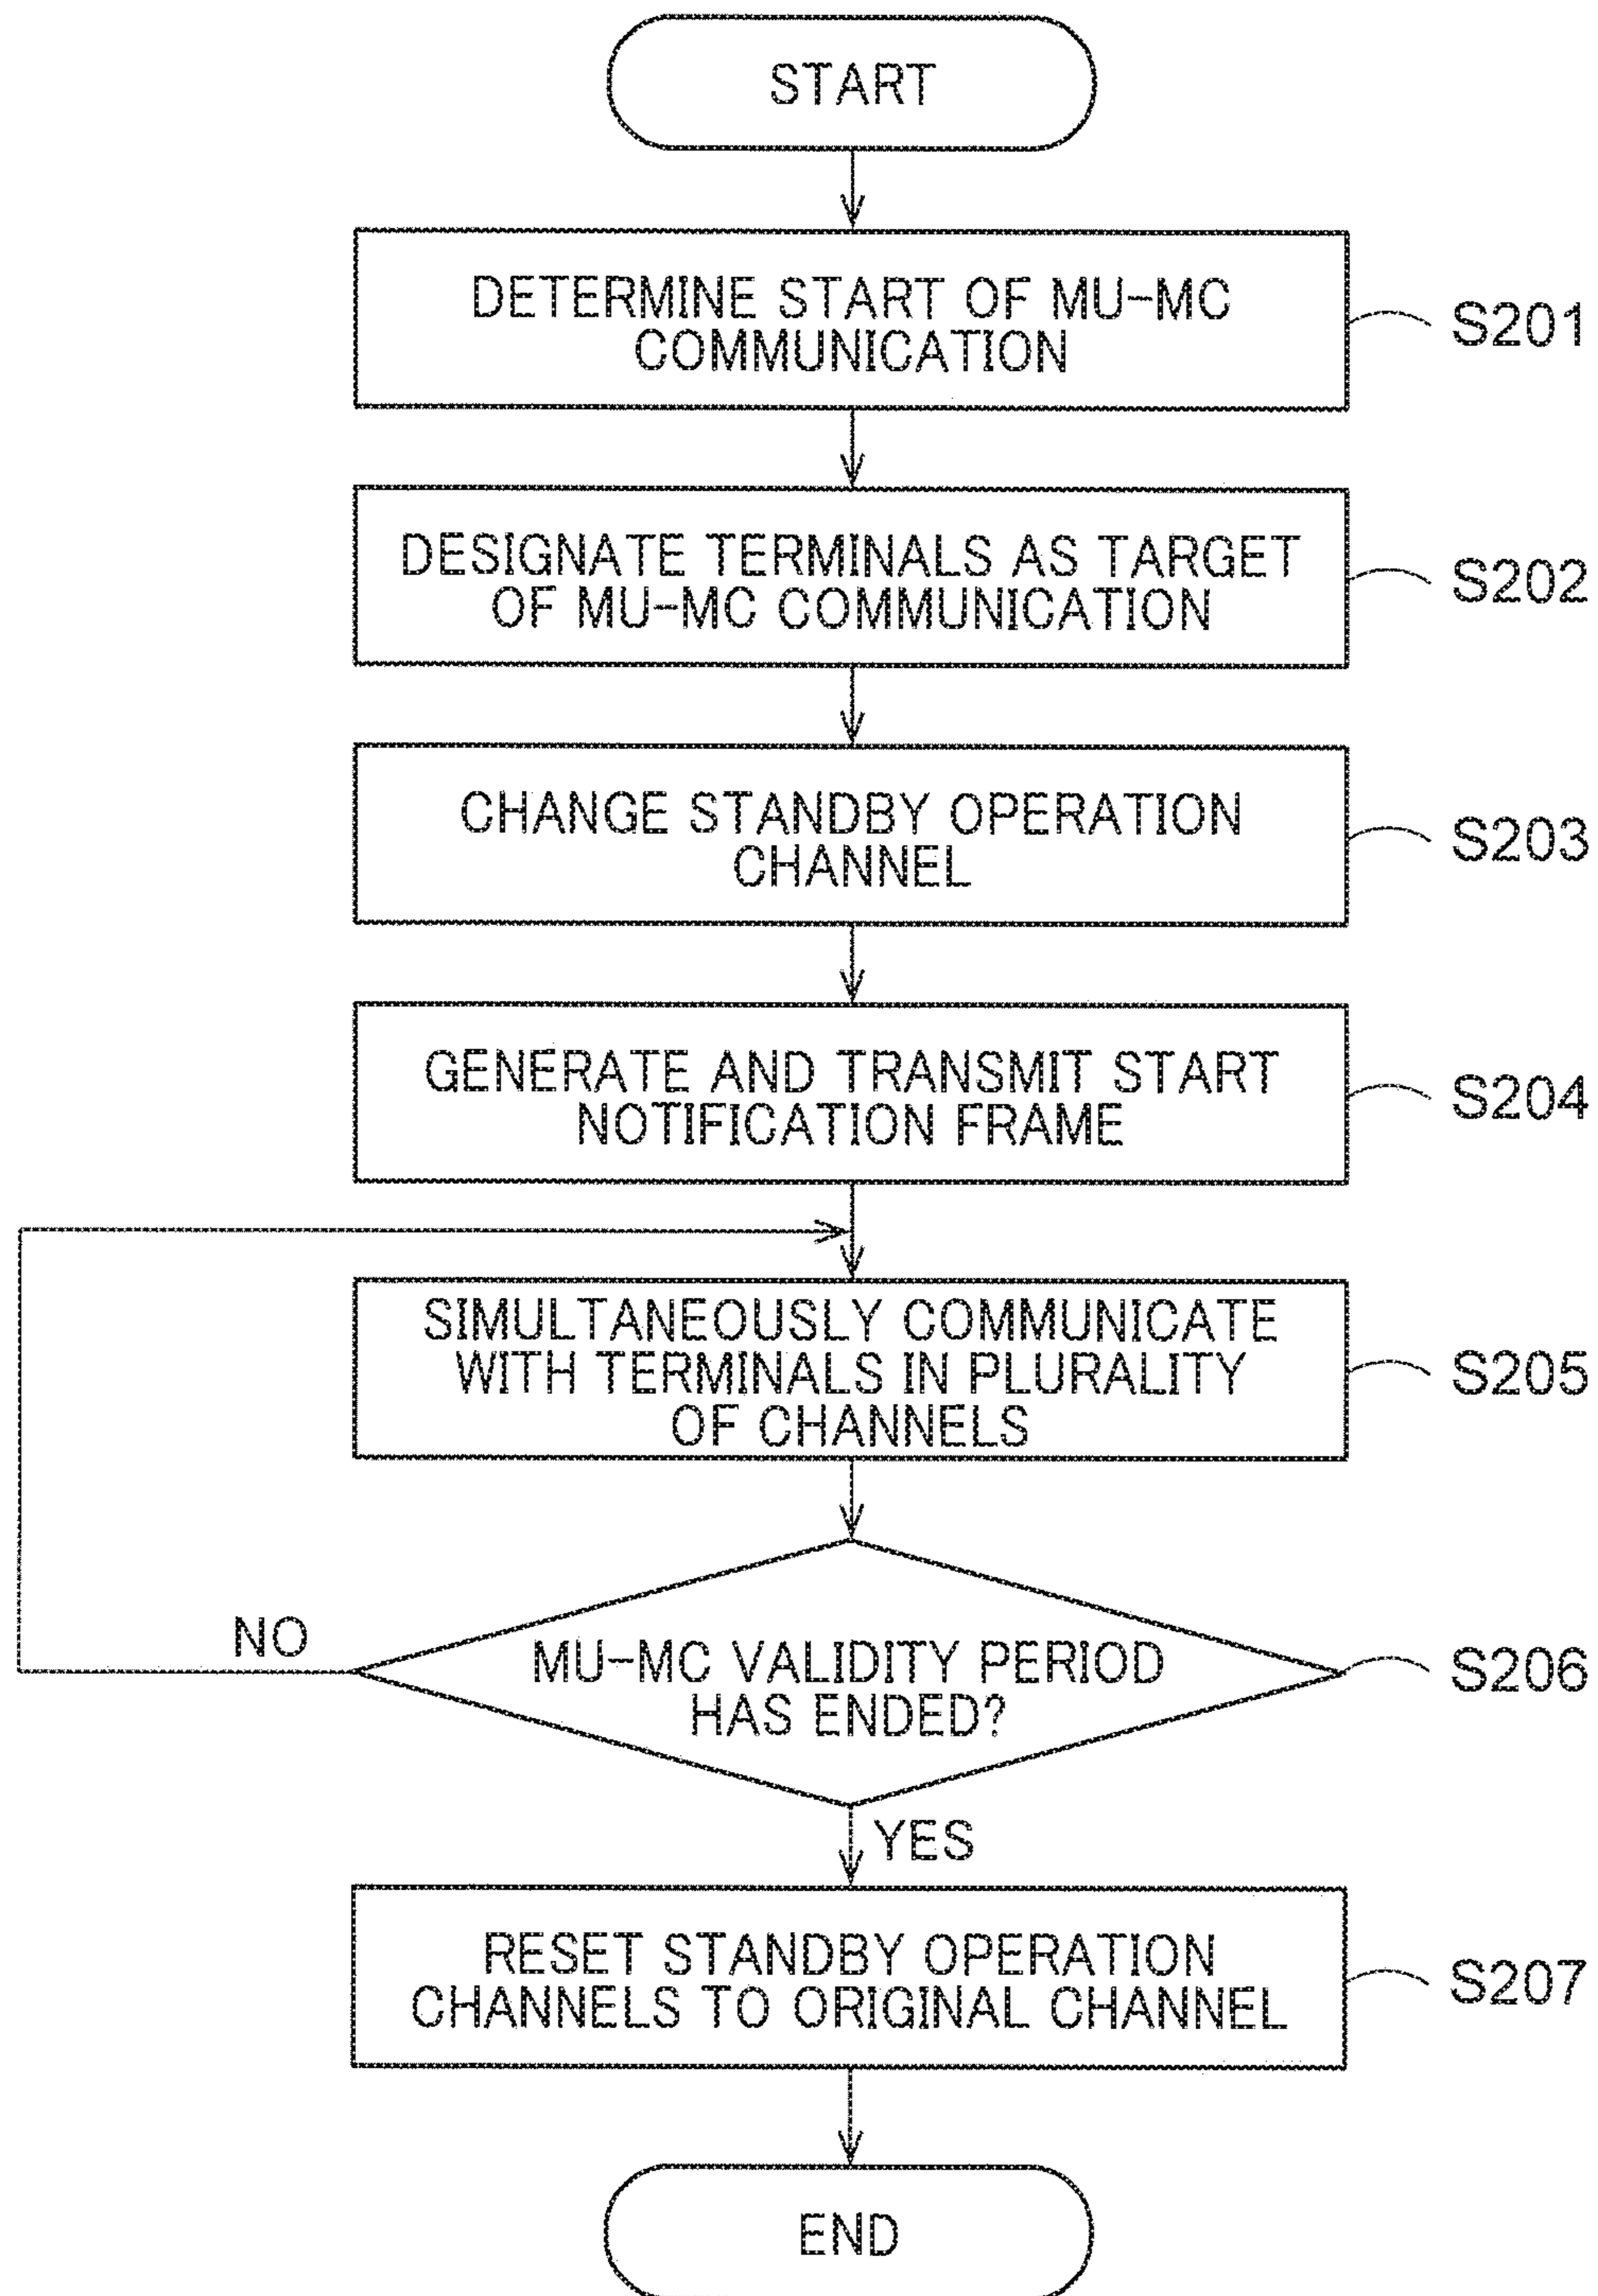 START
DETERMINE START OF MU-MC
COMMUNICATION
S201
DESIGNATE TERMINALS AS TARGET
OF MU-MC COMMUNICATION
S202
CHANGE STANDBY OPERATION
CHANNEL
S203
GENERATE AND TRANSMIT START
NOTIFICATION FRAME
S204
SIMULTANEOUSLY COMMUNICATE
WITH TERMINALS IN PLURALITY
OF CHANNELS
S205
NO
MU-MC VALIDITY PERIOD
HAS ENDED?
S206
YES
RESET STANDBY OPERATION
CHANNELS TO ORIGINAL CHANNEL
S207
END